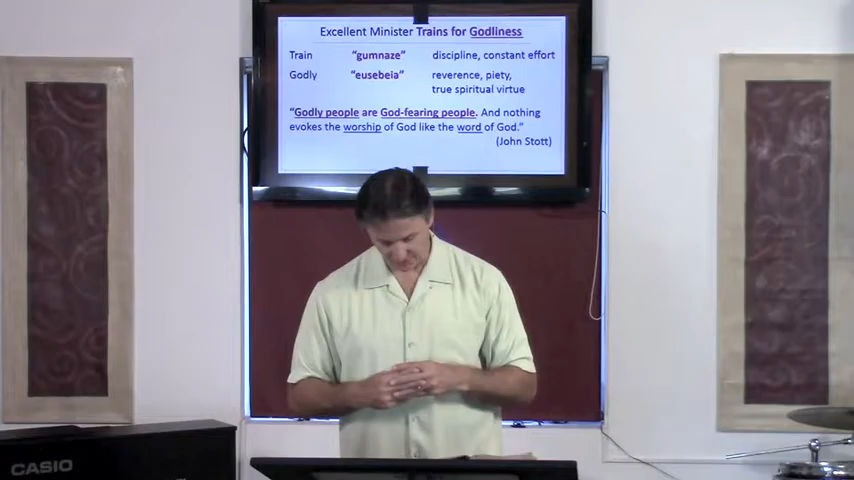 Excellent Minister Trains for Godliness
Train "gumnaze" discipline, constant effort
Godly "eusebeia" reverence, piety,
true spiritual virtue
"Godly people are God-fearing people. And nothing
evokes the worship of God like the word of God."
(John Stott)
CASIO